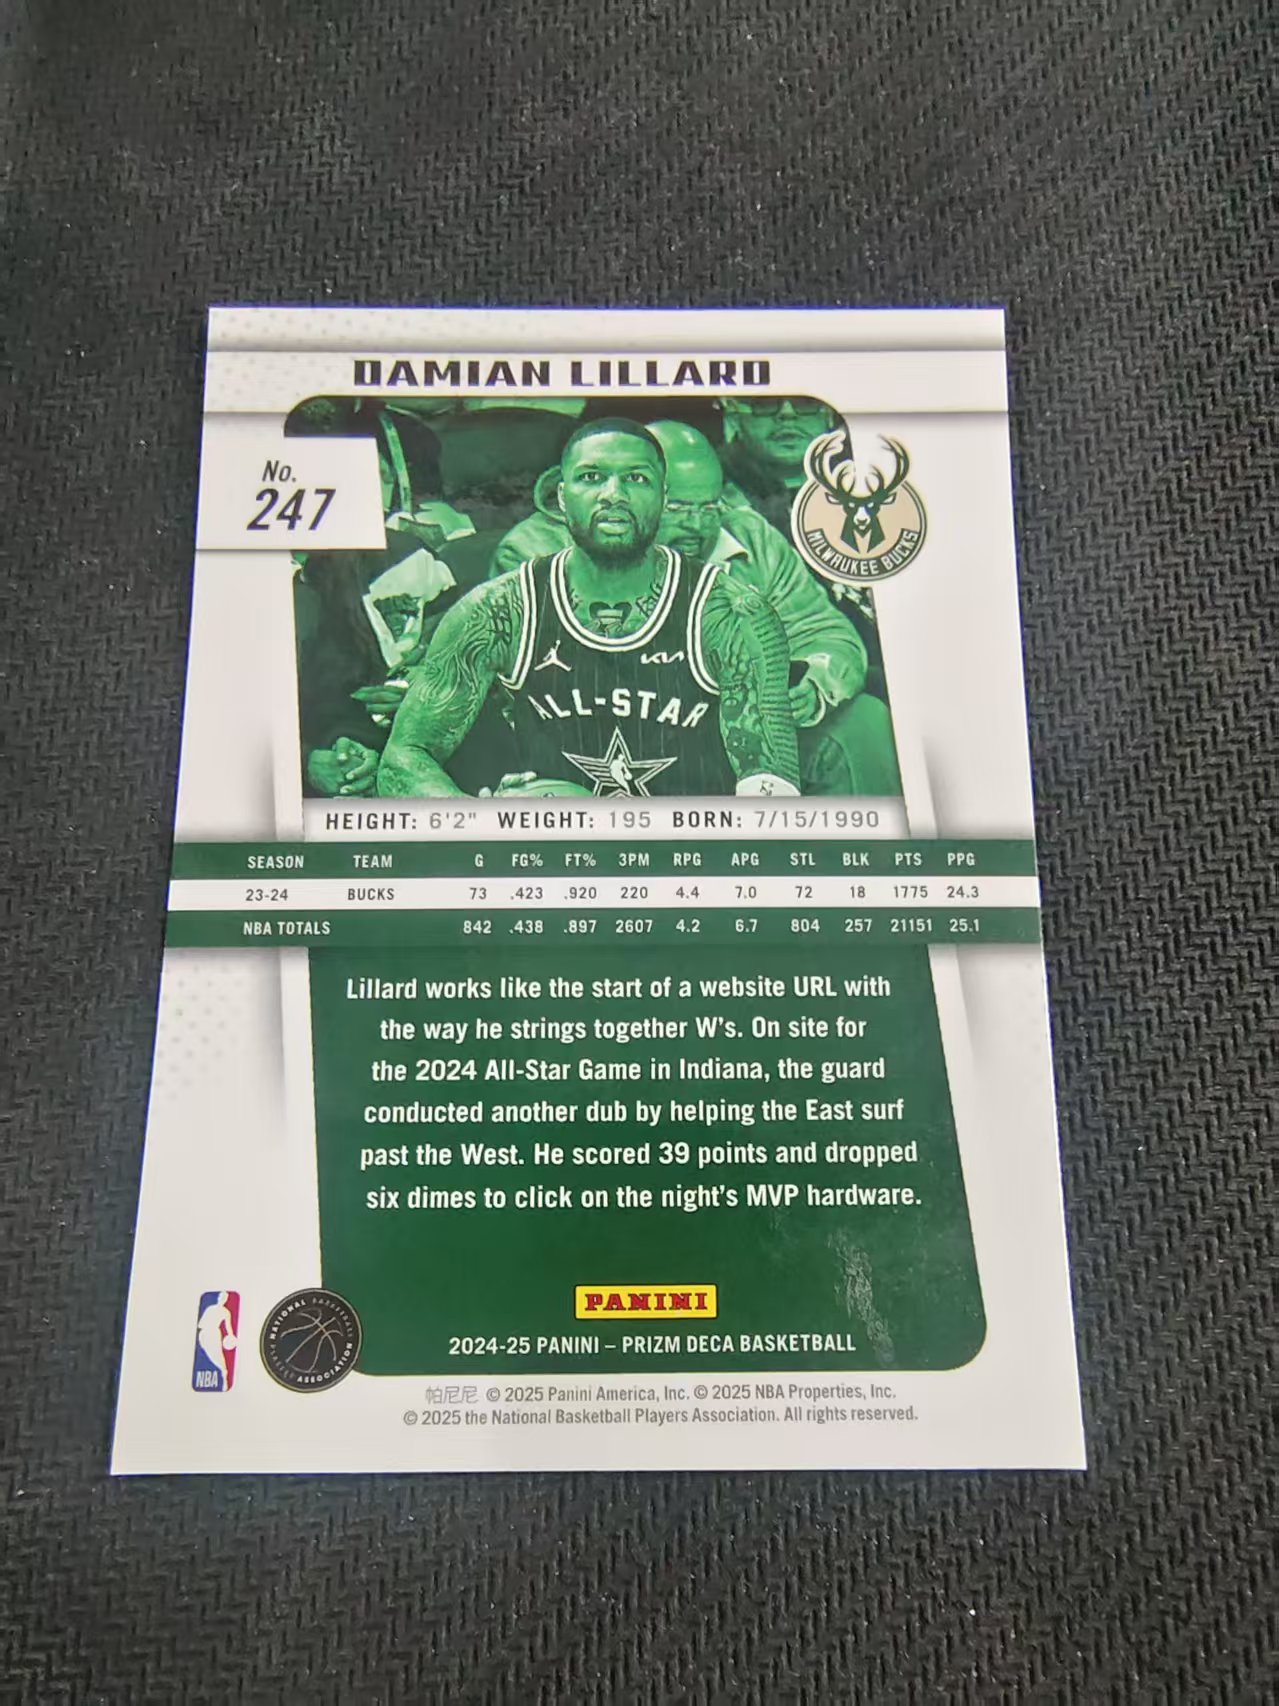 DAMIAN LILLARD
No.
247
MILWAUKEE BUCKS
KIA
ALL-STAR
HEIGHT: 6'2" WEIGHT: 195 BORN: 7/15/1990
SEASON TEAM G FG% FT% 3PM RPG APG STL BLK PTS PPG
23-24 BUCKS 73 .423 .920 220 4.4 7.0 72 18 1775 24.3
NBA TOTALS 842 .438 .897 2607 4.2 6.7 804 257 21151 25.1
Lillard works like the start of a website URL with
the way he strings together W's. On site for
the 2024 All-Star Game in Indiana, the guard
conducted another dub by helping the East surf
past the West. He scored 39 points and dropped
six dimes to click on the night's MVP hardware.
PANINI
2024-25 PANINI – PRIZM DECA BASKETBALL
NBA
NATIONAL BASKETBALL PLAYERS ASSOCIATION
帕尼尼 © 2025 Panini America, Inc. © 2025 NBA Properties, Inc.
© 2025 the National Basketball Players Association. All rights reserved.